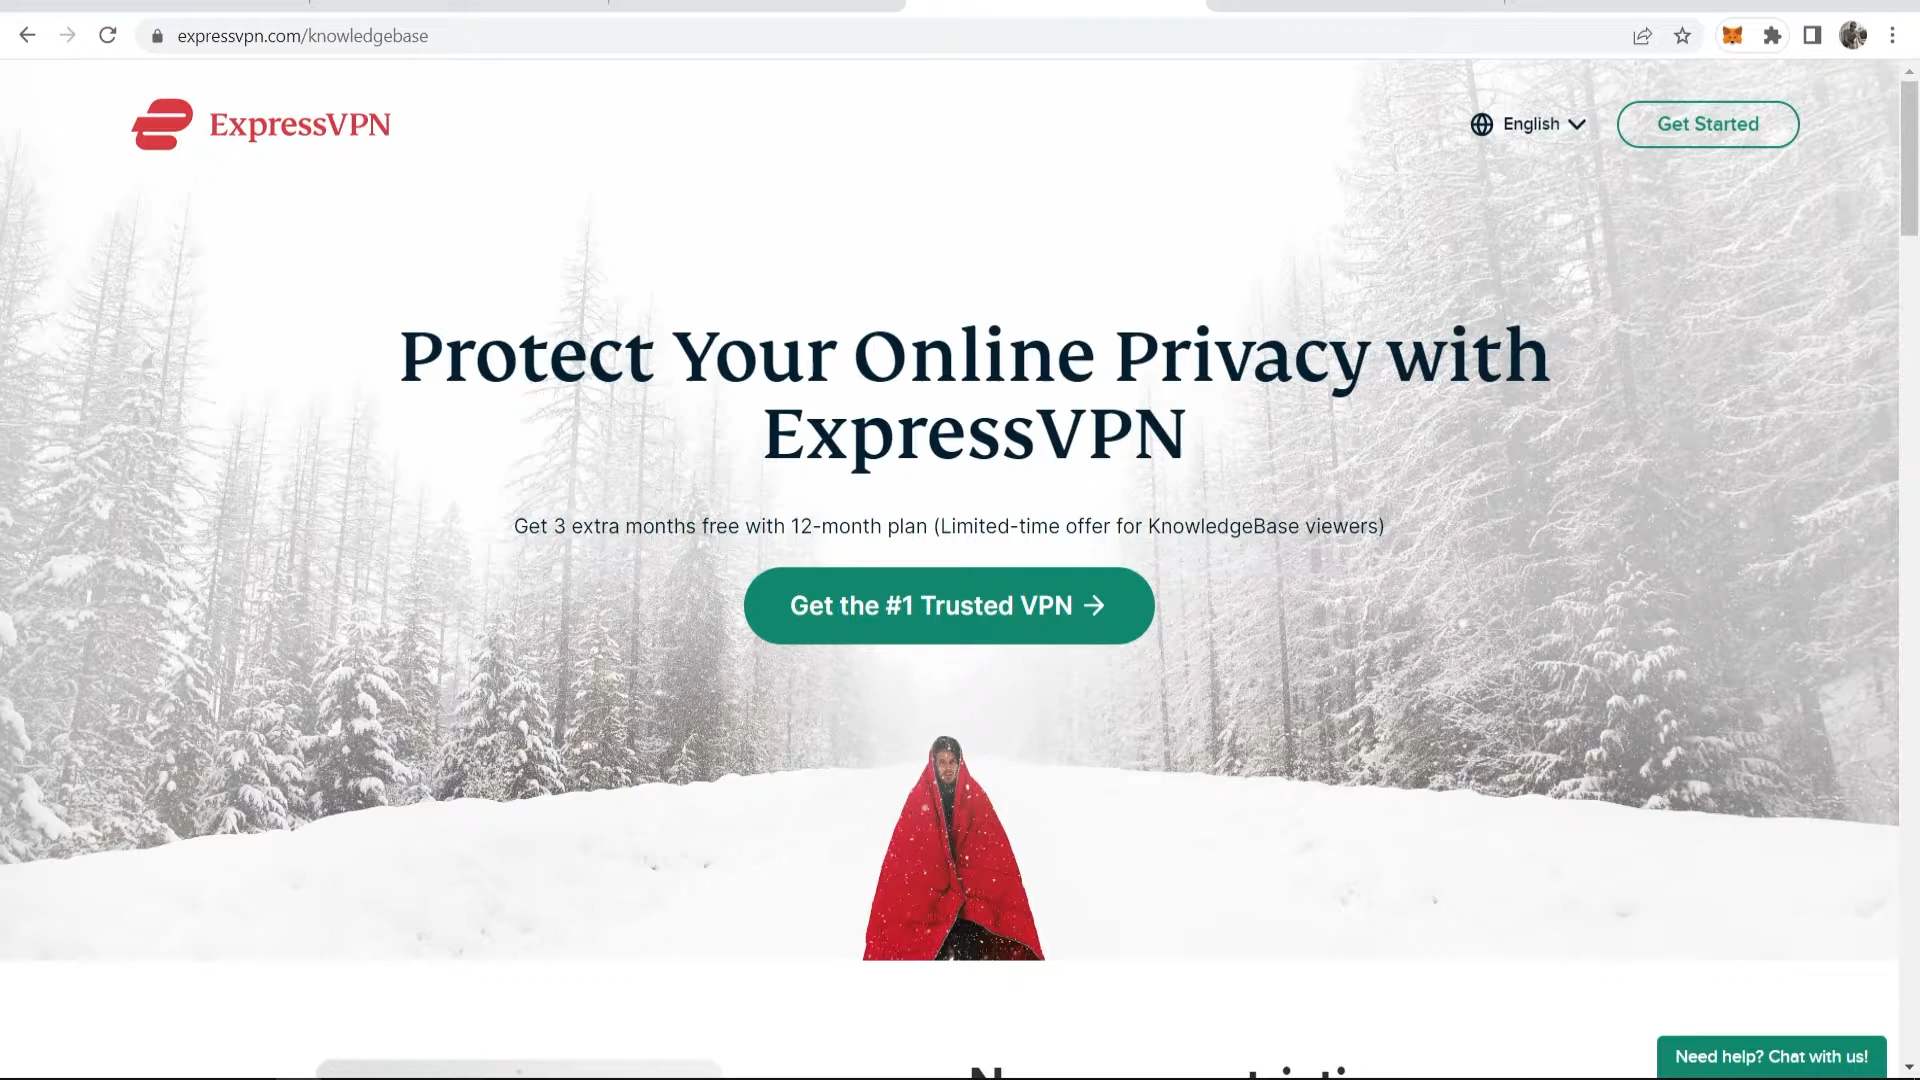 expressvpn.com/knowledgebase
ExpressVPN
English
Get Started
Protect Your Online Privacy with
ExpressVPN
Get 3 extra months free with 12-month plan (Limited-time offer for KnowledgeBase viewers)
Get the #1 Trusted VPN →
Need help? Chat with us!